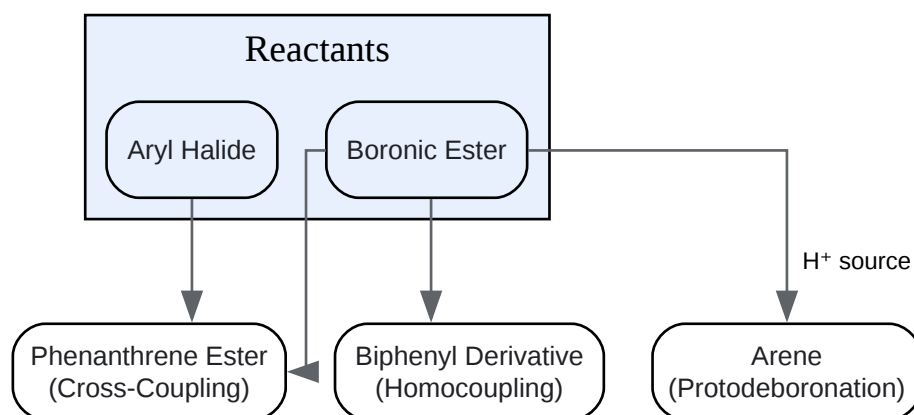 Reactants
Aryl Halide
Boronic Ester
H⁺ source
Phenanthrene Ester
(Cross-Coupling)
Biphenyl Derivative
(Homocoupling)
Arene
(Protodeboronation)